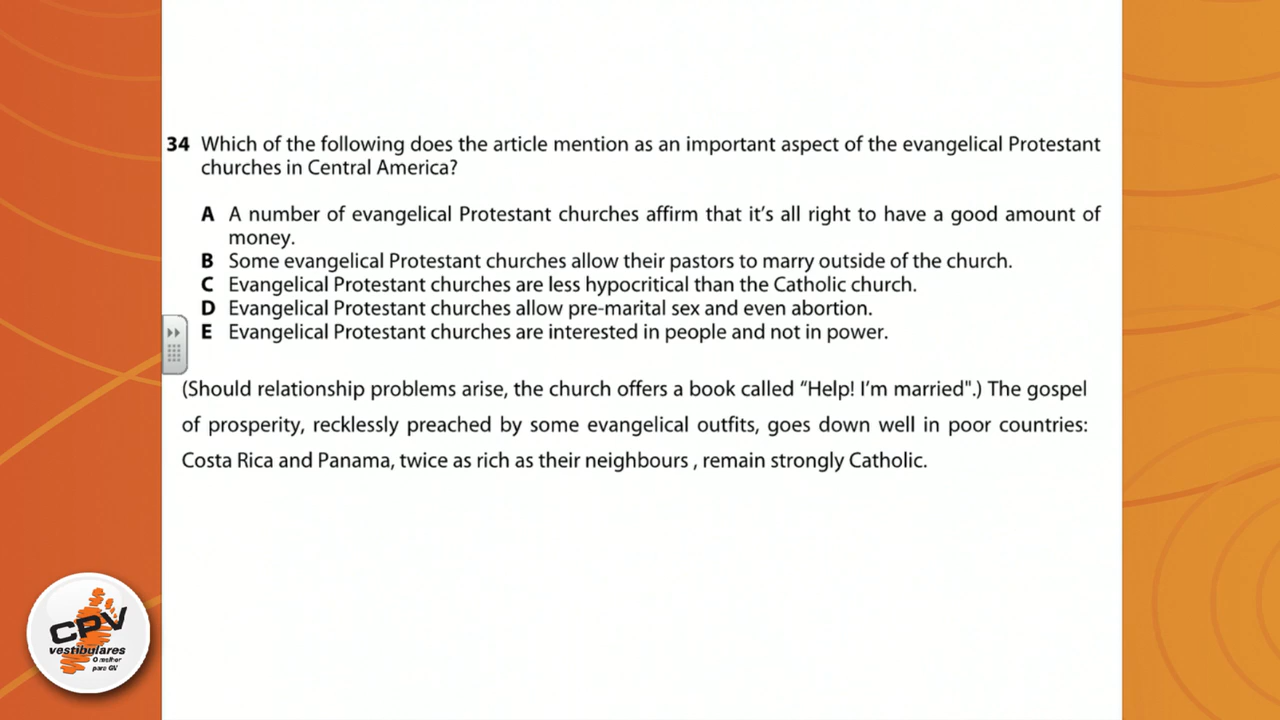 34 Which of the following does the article mention as an important aspect of the evangelical Protestant
churches in Central America?
A A number of evangelical Protestant churches affirm that it's all right to have a good amount of
money.
B Some evangelical Protestant churches allow their pastors to marry outside of the church.
C Evangelical Protestant churches are less hypocritical than the Catholic church.
D Evangelical Protestant churches allow pre-marital sex and even abortion.
E Evangelical Protestant churches are interested in people and not in power.
(Should relationship problems arise, the church offers a book called “Help! I'm married".) The gospel
of prosperity, recklessly preached by some evangelical outfits, goes down well in poor countries:
Costa Rica and Panama, twice as rich as their neighbours , remain strongly Catholic.
CPV
vestibulares
O melhor
para GV